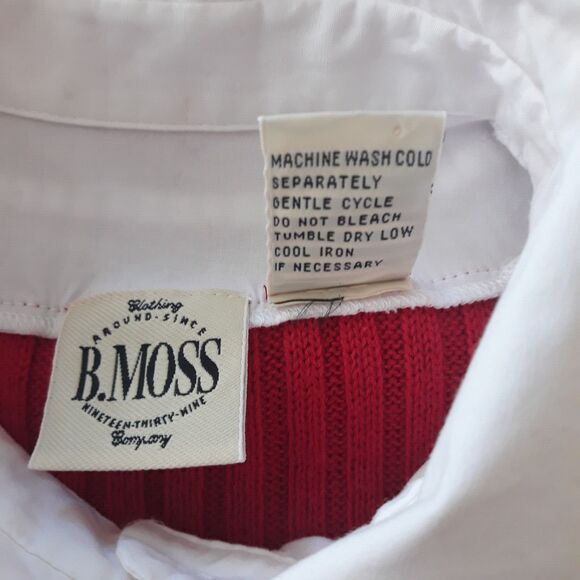 MACHINE WASH COLD
SEPARATELY
GENTLE CYCLE
DO NOT BLEACH
TUMBLE DRY LOW
COOL IRON
IF NECESSARY
Clothing
AROUND-SINCE
B.MOSS
NINETEEN-THIRTY-NINE
Company